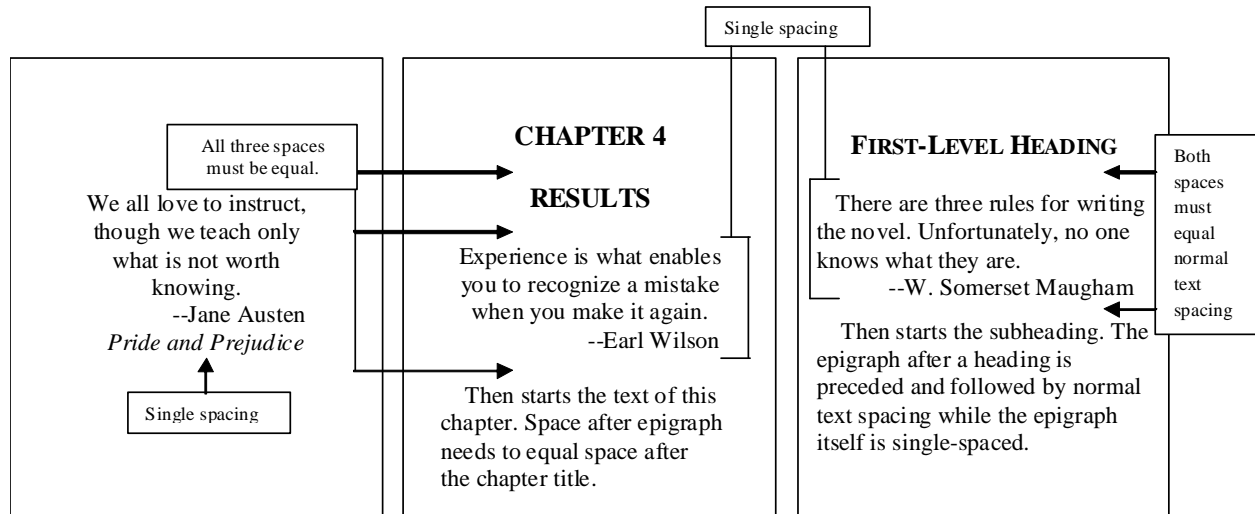 Single spacing
All three spaces
must be equal.
We all love to instruct,
though we teach only
what is not worth
knowing.
--Jane Austen
Pride and Prejudice
Single spacing
CHAPTER 4
RESULTS
Experience is what enables
you to recognize a mistake
when you make it again.
--Earl Wilson
Then starts the text of this
chapter. Space after epigraph
needs to equal space after
the chapter title.
FIRST-LEVEL HEADING
There are three rules for writing
the novel. Unfortunately, no one
knows what they are.
--W. Somerset Maugham
Then starts the subheading. The
epigraph after a heading is
preceded and followed by normal
text spacing while the epigraph
itself is single-spaced.
Both
spaces
must
equal
normal
text
spacing